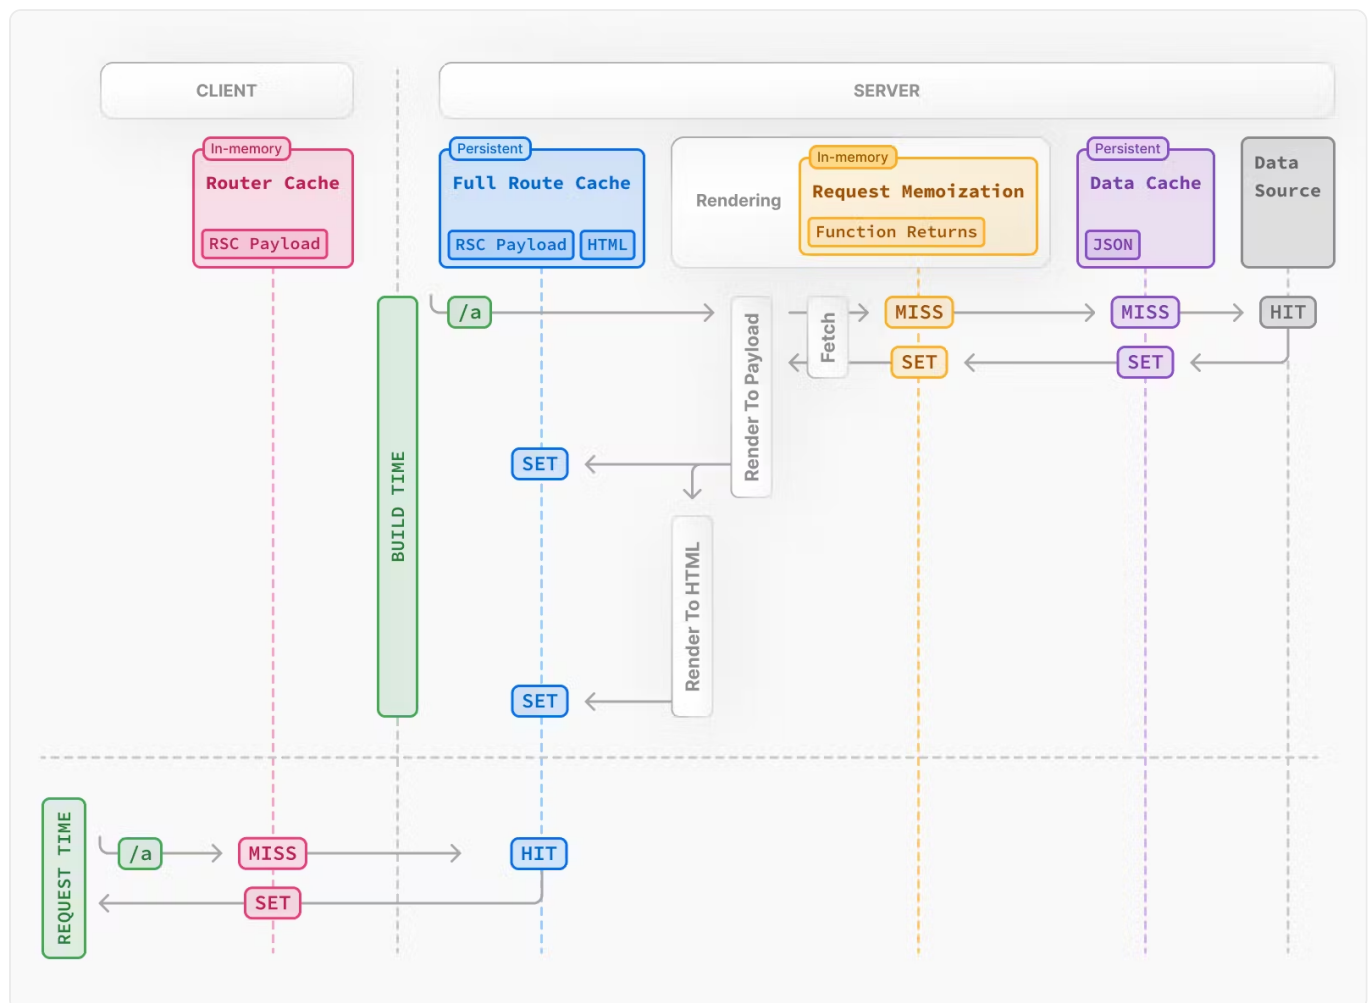 CLIENT
SERVER
In-memory
Router Cache
RSC Payload
Persistent
Full Route Cache
RSC Payload
HTML
Rendering
In-memory
Request Memoization
Function Returns
Persistent
Data Cache
JSON
Data
Source
BUILD TIME
/a
Render To Payload
Fetch
MISS
MISS
HIT
SET
SET
SET
Render To HTML
SET
REQUEST TIME
/a
MISS
HIT
SET